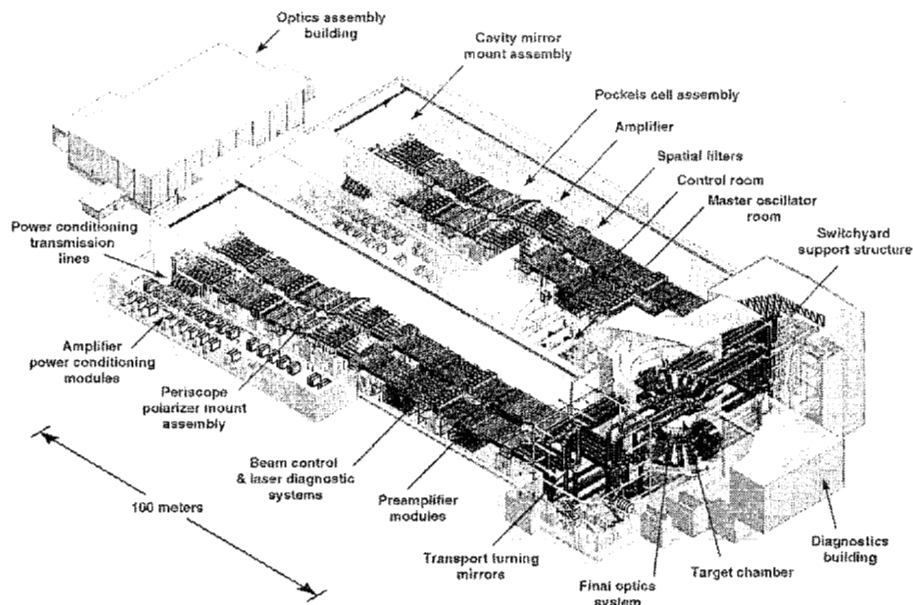 Optics assembly
building
Cavity mirror
mount assembly
Pockels cell assembly
Amplifier
Spatial filters
Control room
Master oscillator
room
Switchyard
support structure
Power conditioning
transmission
lines
Amplifier
power conditioning
modules
Periscope
polarizer mount
assembly
Beam control
& laser diagnostic
systems
Preamplifier
modules
100 meters
Transport turning
mirrors
Final optics
system
Target chamber
Diagnostics
building